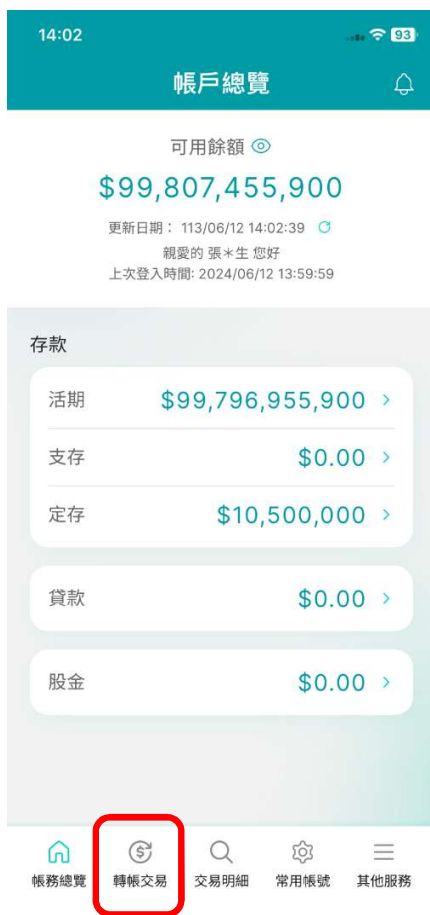 14:02 93
帳戶總覽
可用餘額
$99,807,455,900
更新日期： 113/06/12 14:02:39
親愛的 張＊生 您好
上次登入時間: 2024/06/12 13:59:59
存款
活期 $99,796,955,900
支存 $0.00
定存 $10,500,000
貸款 $0.00
股金 $0.00
帳務總覽 轉帳交易 交易明細 常用帳號 其他服務